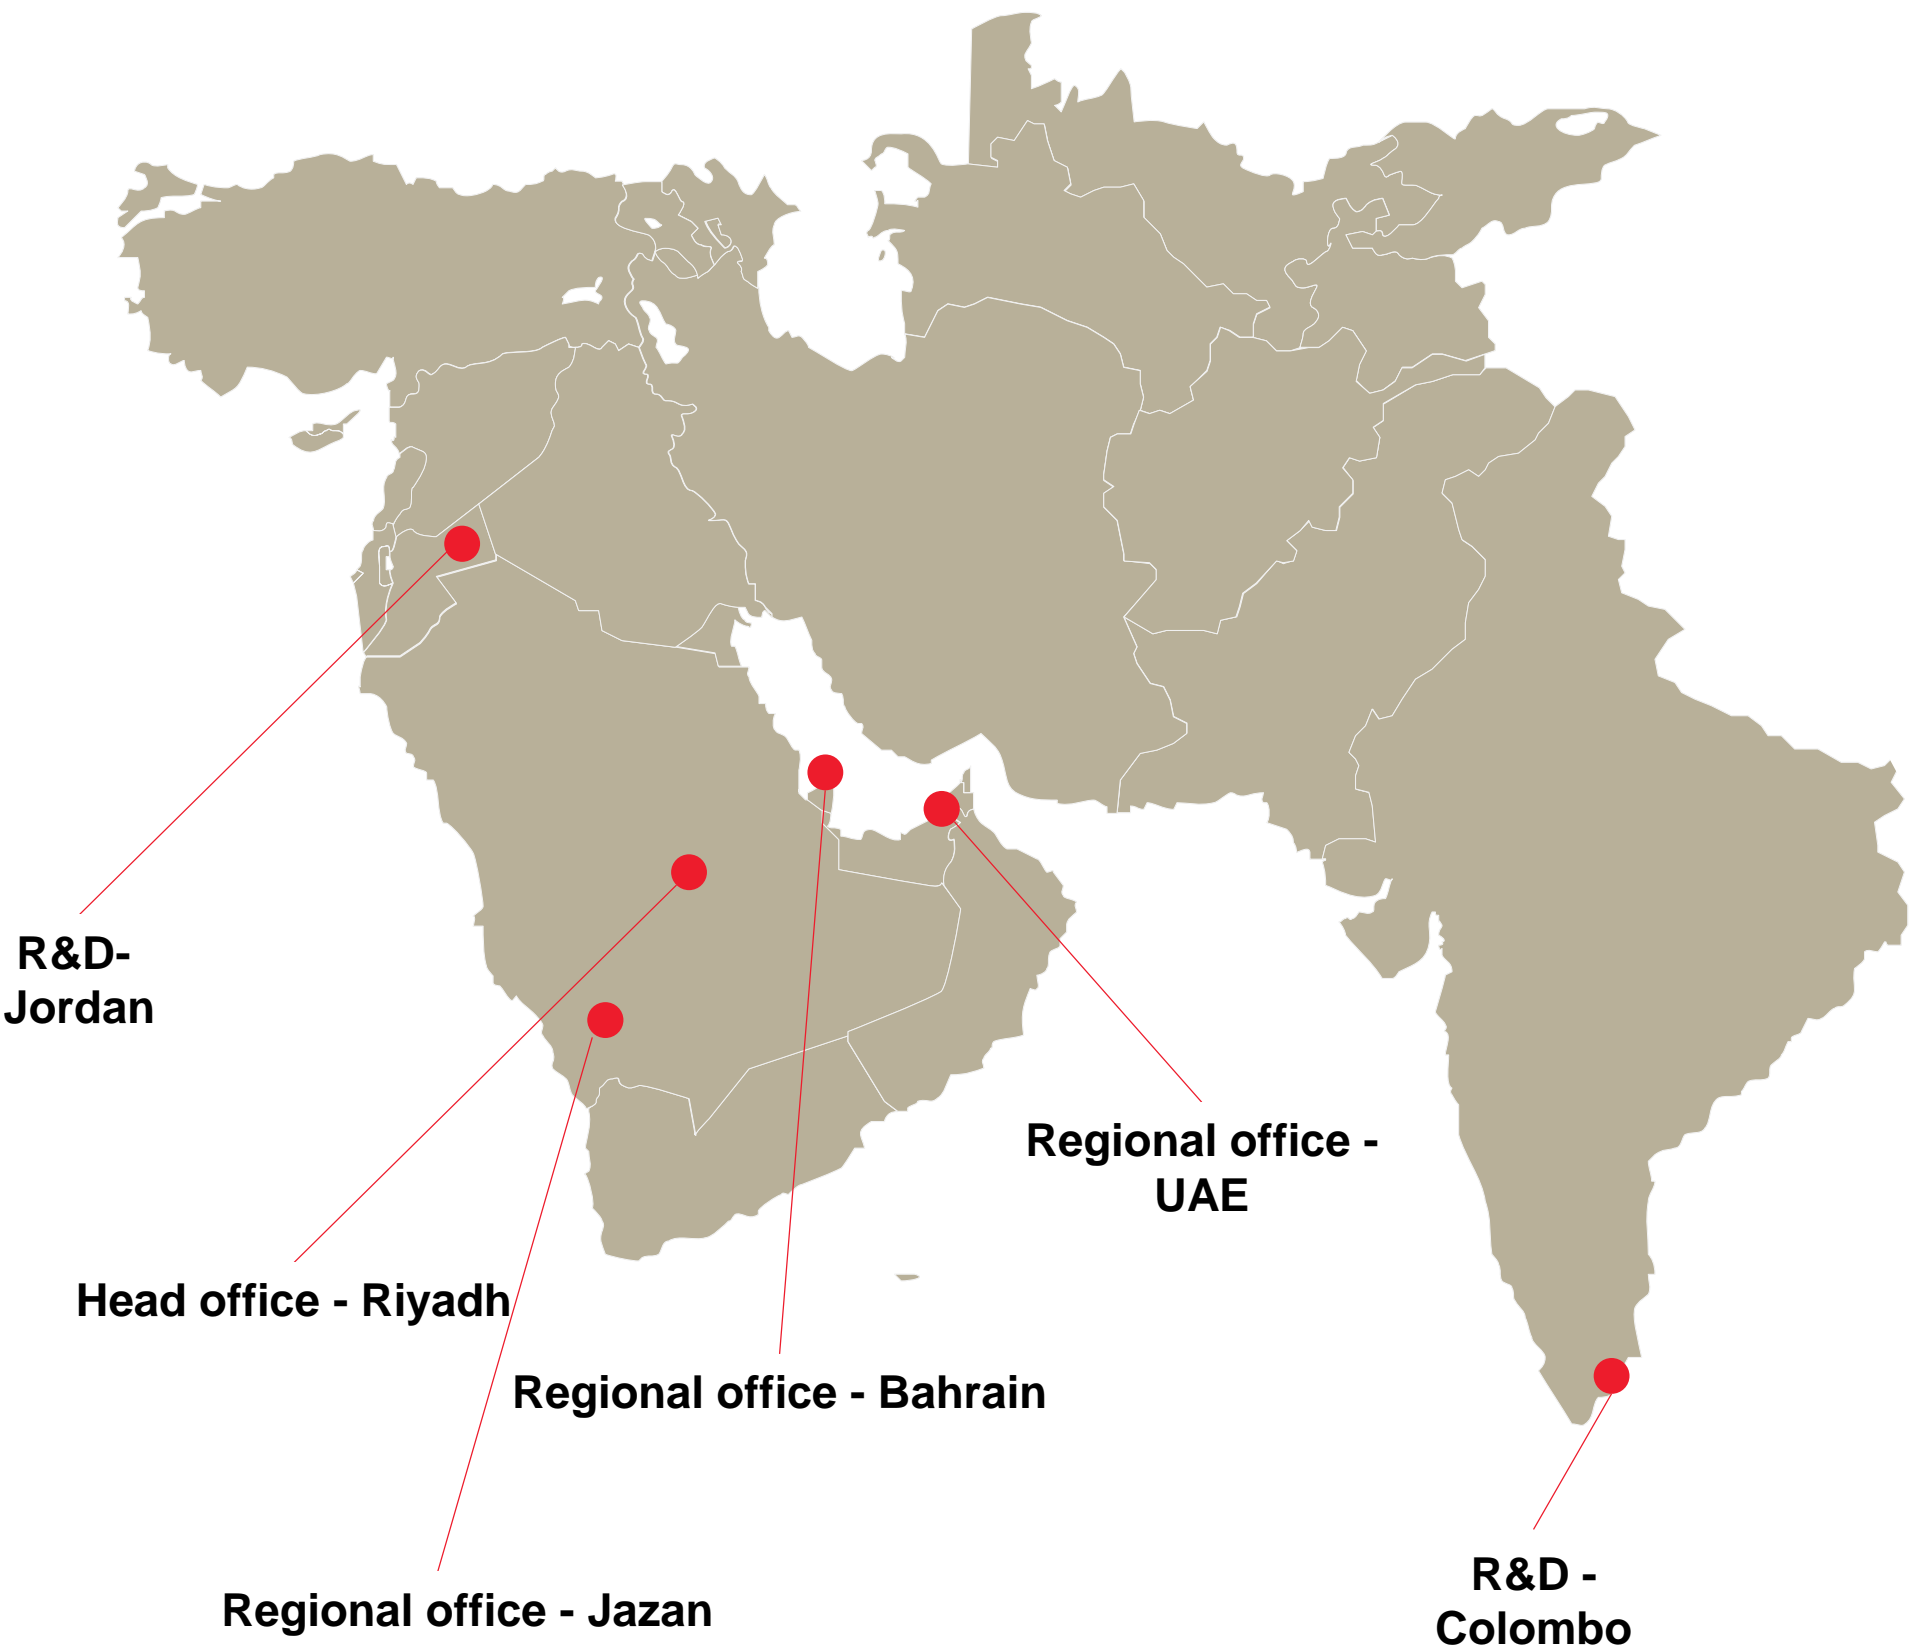 R&D-
Jordan
Regional office -
UAE
Head office - Riyadh
Regional office - Bahrain
R&D -
Colombo
Regional office - Jazan